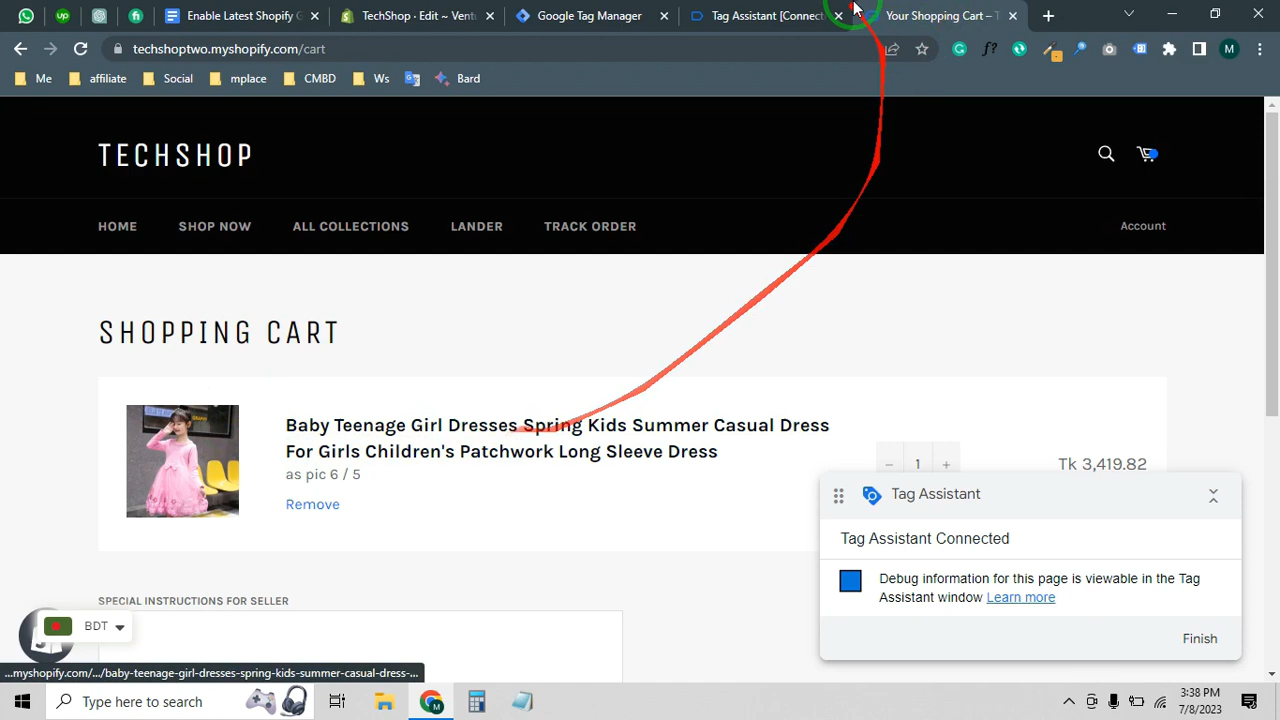 Enable Latest Shopify G
TechShop · Edit ~ Ventu
Google Tag Manager
Tag Assistant [Connect
Your Shopping Cart – T
techshoptwo.myshopify.com/cart
Me
affiliate
Social
mplace
CMBD
Ws
Bard
TECHSHOP
HOME
SHOP NOW
ALL COLLECTIONS
LANDER
TRACK ORDER
Account
SHOPPING CART
Baby Teenage Girl Dresses Spring Kids Summer Casual Dress
For Girls Children's Patchwork Long Sleeve Dress
as pic 6 / 5
Remove
− 1 +
Tk 3,419.82
Tag Assistant
Tag Assistant Connected
Debug information for this page is viewable in the Tag
Assistant window Learn more
Finish
SPECIAL INSTRUCTIONS FOR SELLER
BDT
...myshopify.com/.../baby-teenage-girl-dresses-spring-kids-summer-casual-dress-...
Type here to search
3:38 PM
7/8/2023